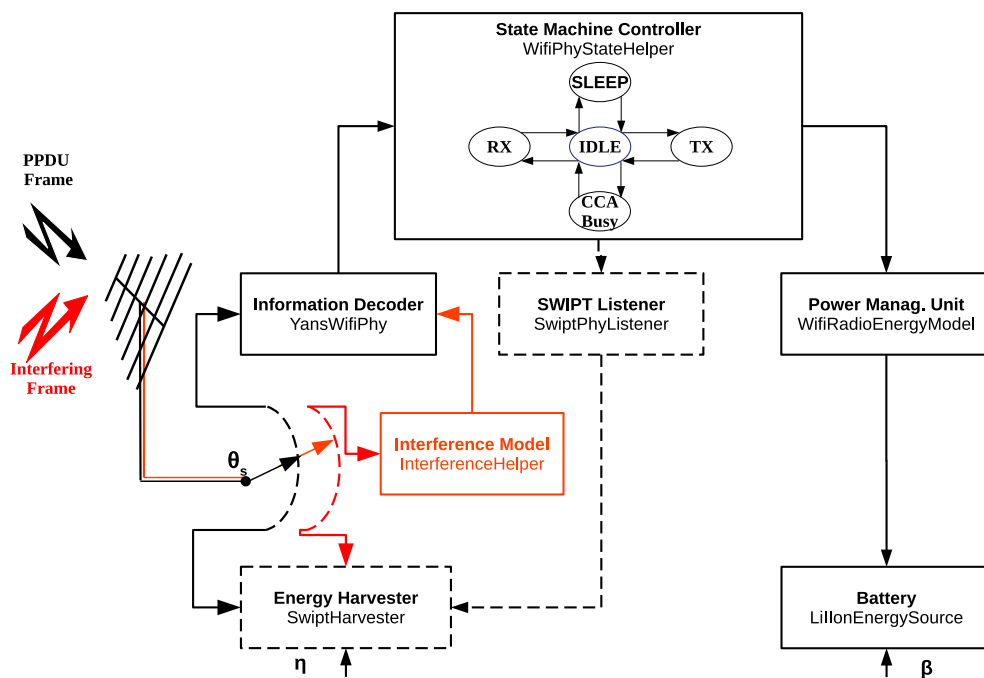 State Machine Controller
WifiPhyStateHelper
SLEEP
RX
IDLE
TX
CCA
Busy
PPDU
Frame
Interfering
Frame
Information Decoder
YansWifiPhy
SWIPT Listener
SwiptPhyListener
Power Manag. Unit
WifiRadioEnergyModel
θs
Interference Model
InterferenceHelper
Energy Harvester
SwiptHarvester
Battery
LiIonEnergySource
η
β